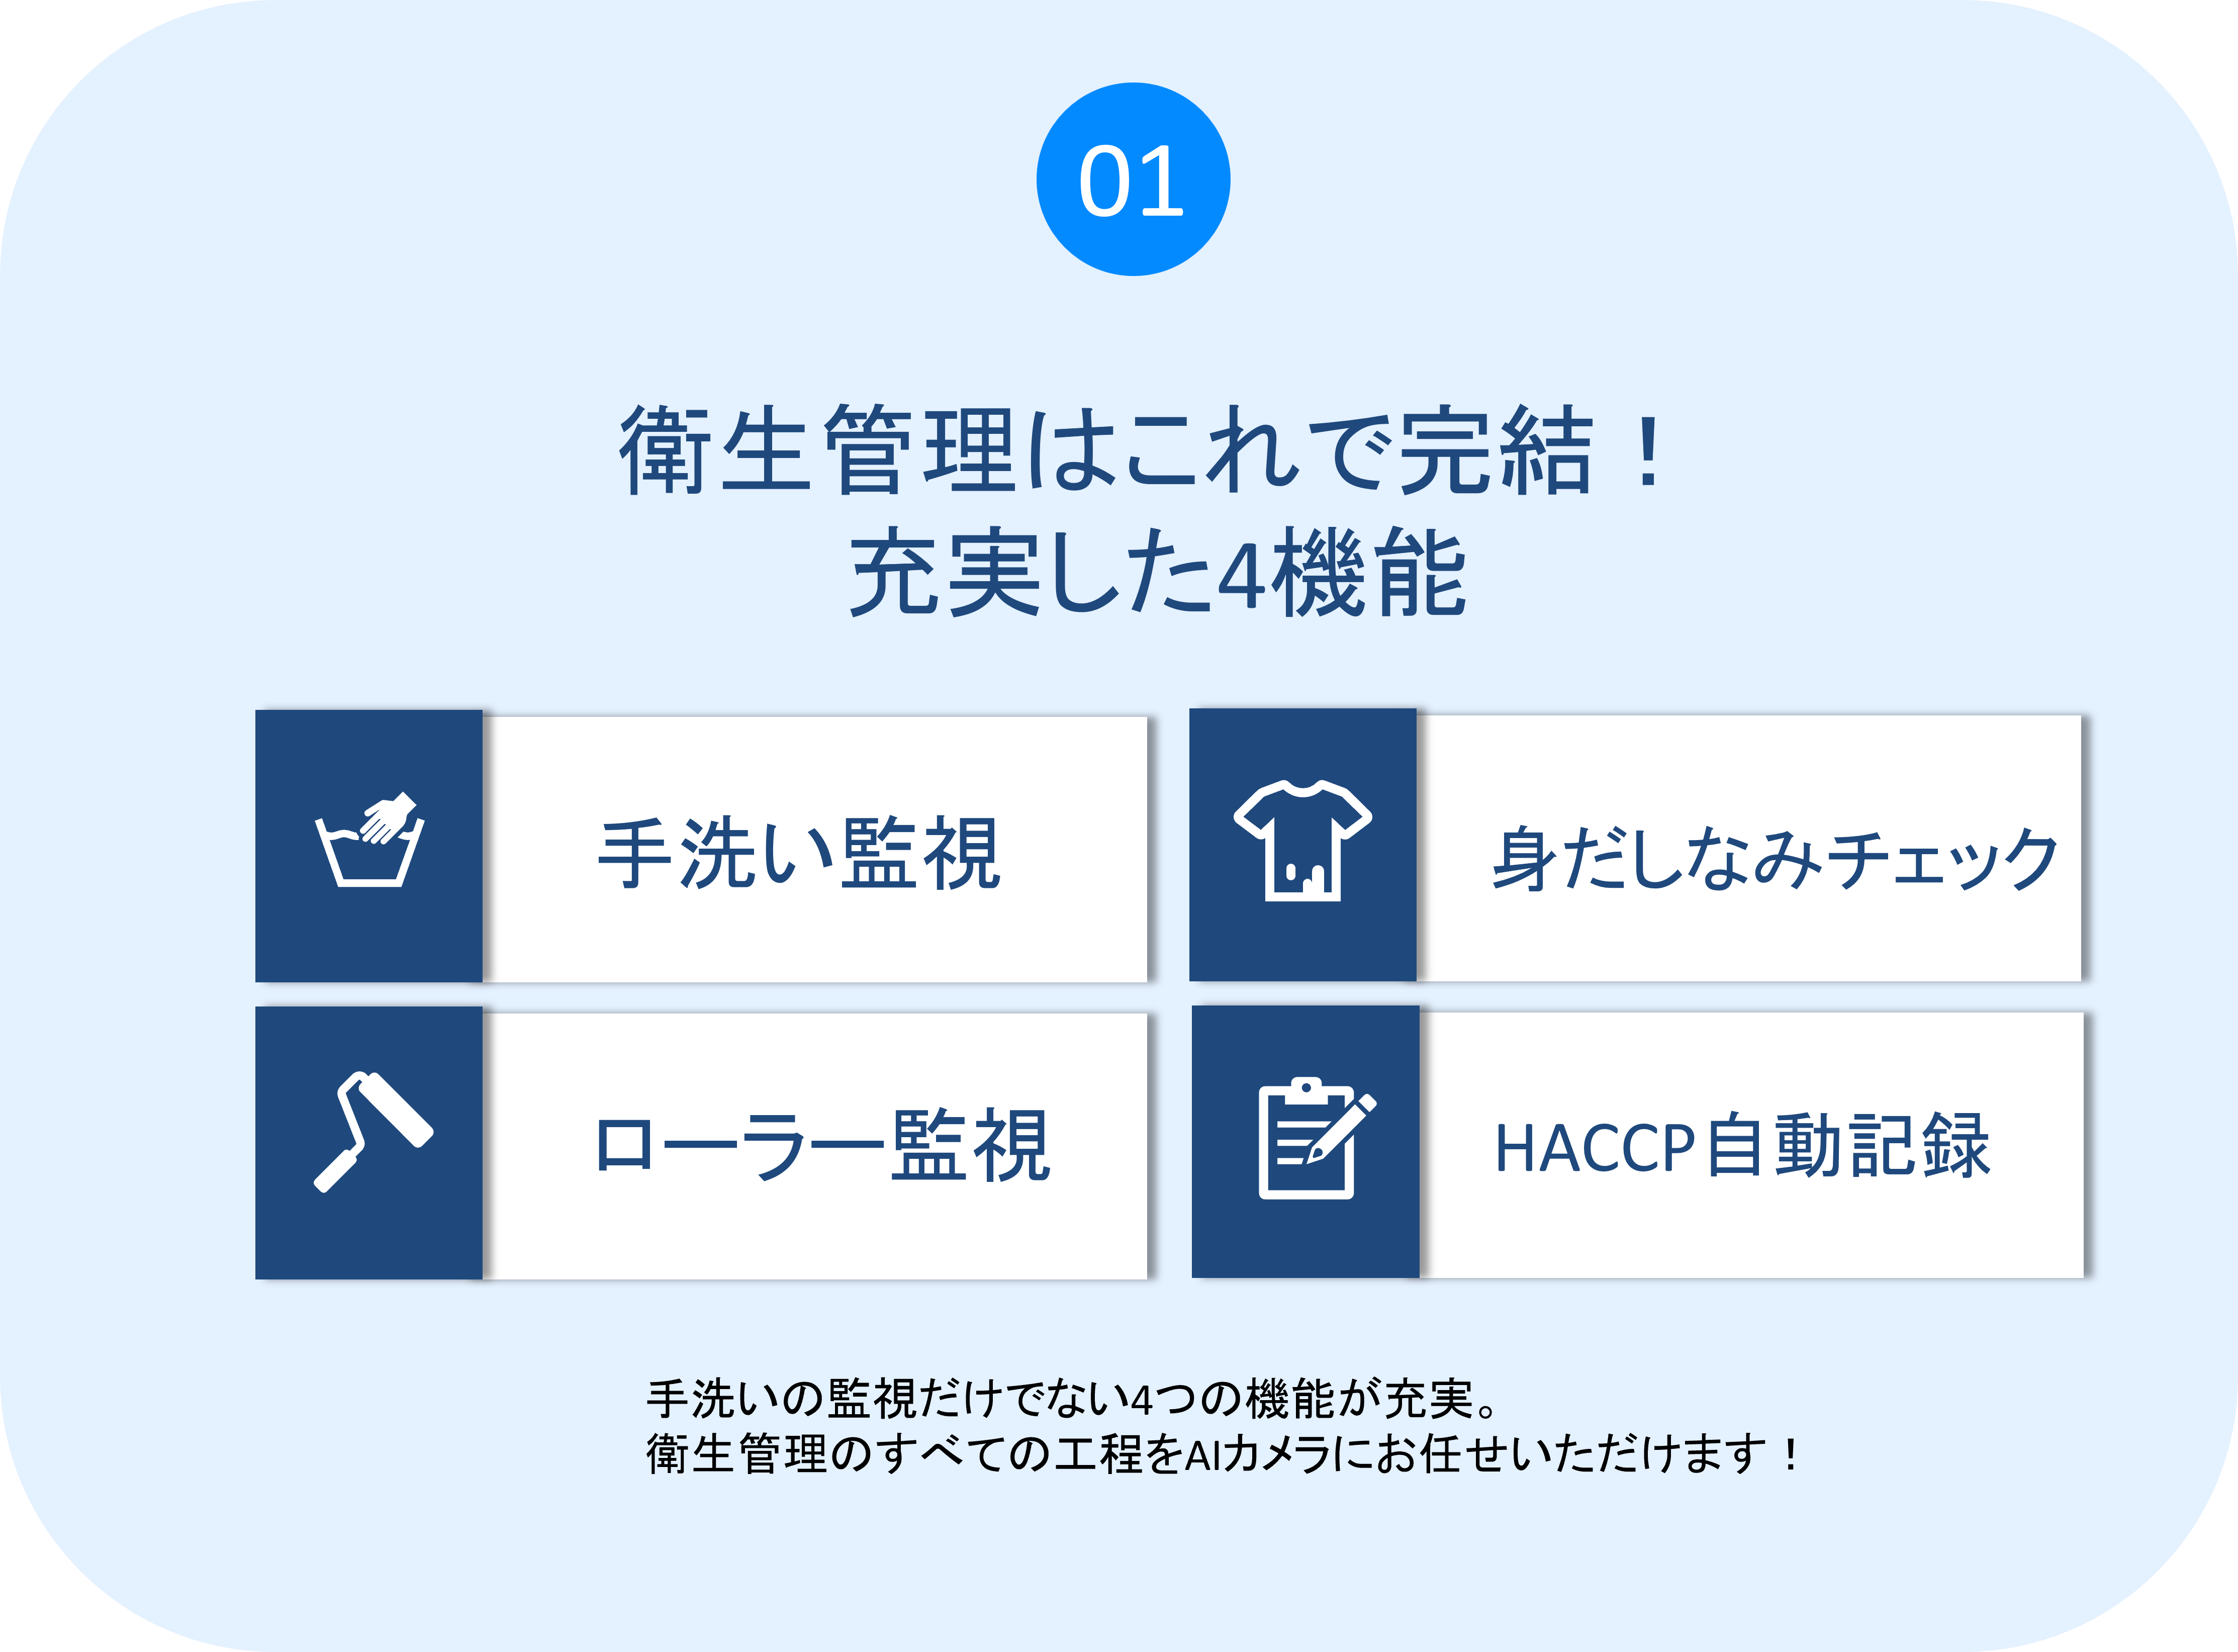 01
衛生管理はこれで完結！
充実した4機能
手洗い監視
身だしなみチェック
ローラー監視
HACCP自動記録
手洗いの監視だけでない4つの機能が充実。
衛生管理のすべての工程をAIカメラにお任せいただけます！